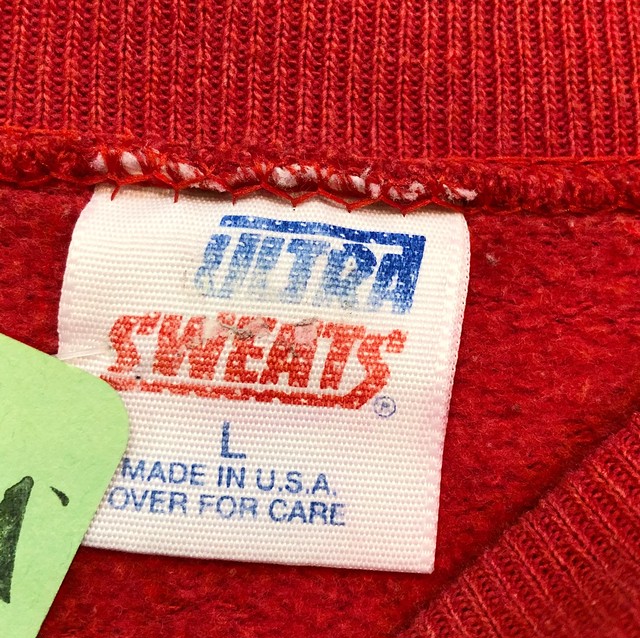 ULTRA
SWEATS
®
L
MADE IN U.S.A.
OVER FOR CARE